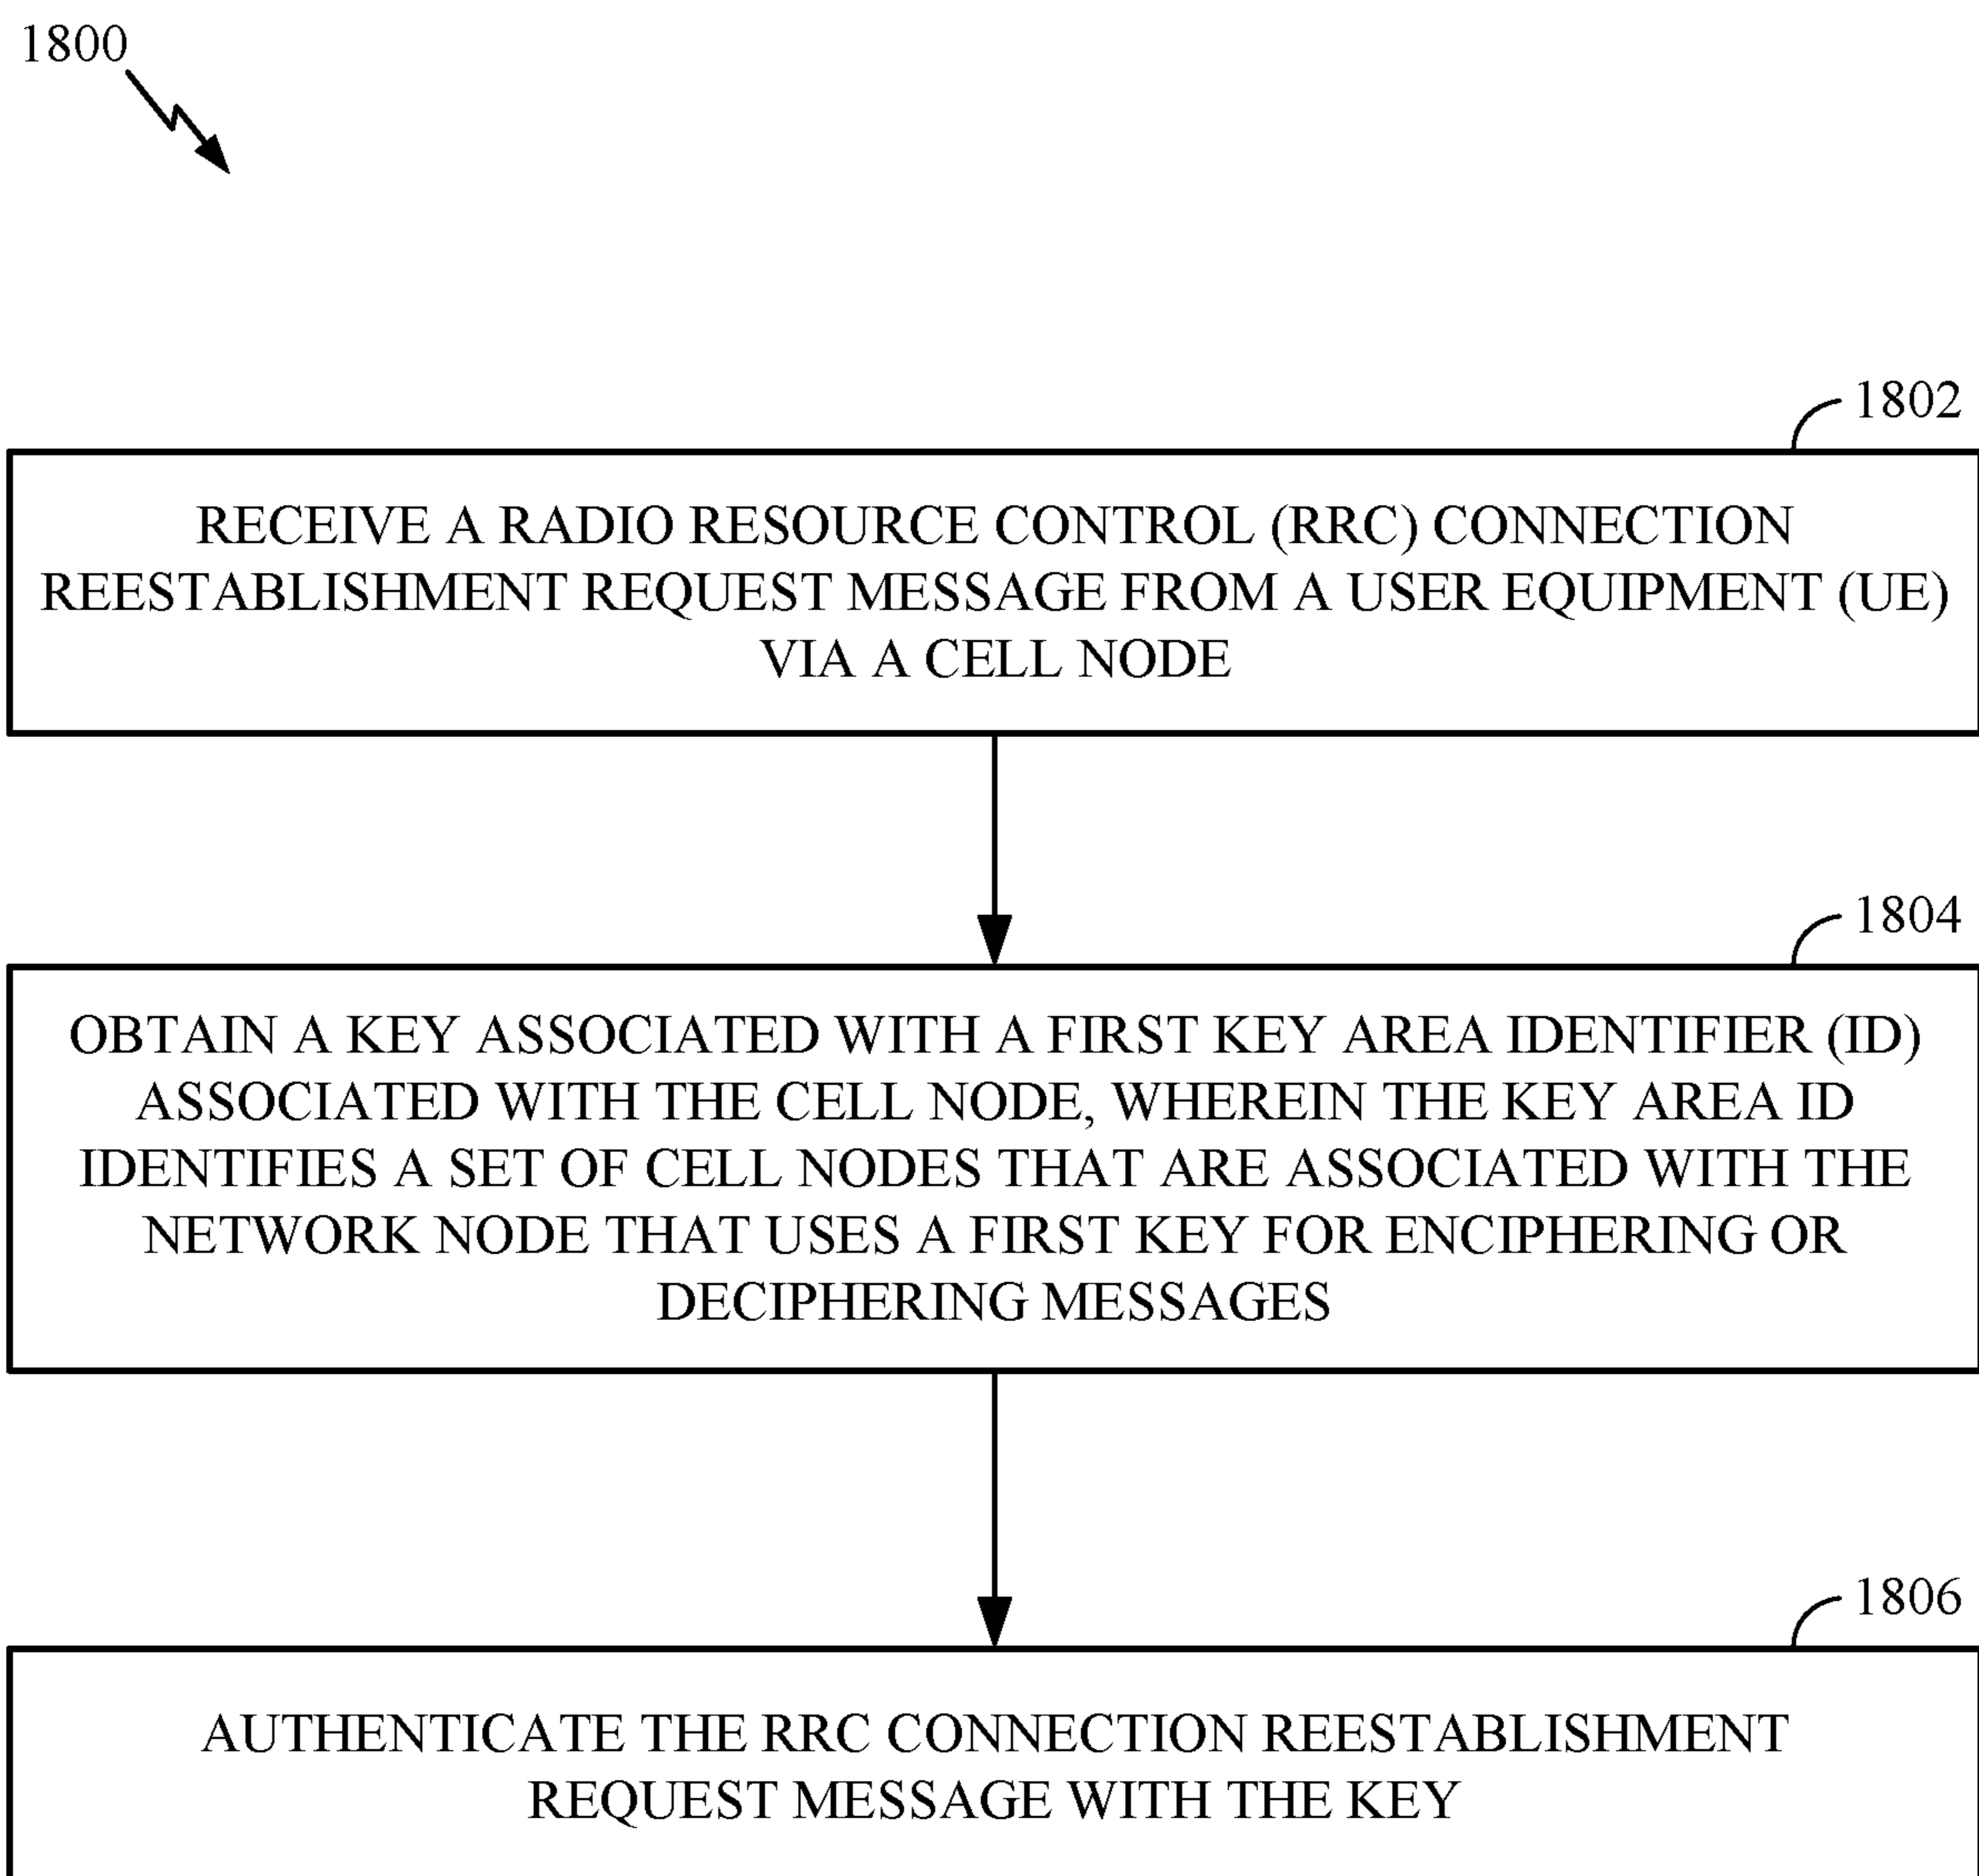 1800
1802
RECEIVE A RADIO RESOURCE CONTROL (RRC) CONNECTION
REESTABLISHMENT REQUEST MESSAGE FROM A USER EQUIPMENT (UE)
VIA A CELL NODE
1804
OBTAIN A KEY ASSOCIATED WITH A FIRST KEY AREA IDENTIFIER (ID)
ASSOCIATED WITH THE CELL NODE, WHEREIN THE KEY AREA ID
IDENTIFIES A SET OF CELL NODES THAT ARE ASSOCIATED WITH THE
NETWORK NODE THAT USES A FIRST KEY FOR ENCIPHERING OR
DECIPHERING MESSAGES
1806
AUTHENTICATE THE RRC CONNECTION REESTABLISHMENT
REQUEST MESSAGE WITH THE KEY